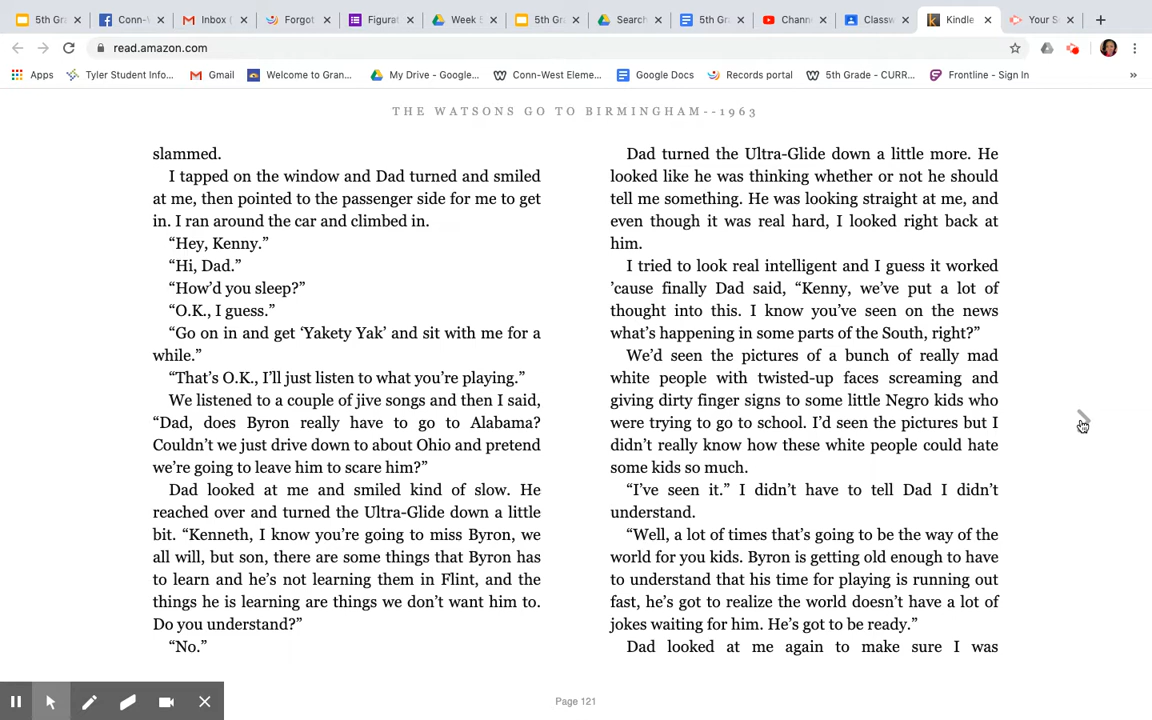 5th Gra
Conn-W
Inbox (
Forgot
Figurat
Week 5
5th Gra
Search
5th Gra
Chann
Classw
Kindle
Your S
read.amazon.com
Apps
Tyler Student Info...
Gmail
Welcome to Gran...
My Drive - Google...
Conn-West Eleme...
Google Docs
Records portal
5th Grade - CURR...
Frontline - Sign In
THE WATSONS GO TO BIRMINGHAM--1963
slammed.
I tapped on the window and Dad turned and smiled
at me, then pointed to the passenger side for me to get
in. I ran around the car and climbed in.
“Hey, Kenny.”
“Hi, Dad.”
“How’d you sleep?”
“O.K., I guess.”
“Go on in and get ‘Yakety Yak’ and sit with me for a
while.”
“That’s O.K., I’ll just listen to what you’re playing.”
We listened to a couple of jive songs and then I said,
“Dad, does Byron really have to go to Alabama?
Couldn’t we just drive down to about Ohio and pretend
we’re going to leave him to scare him?”
Dad looked at me and smiled kind of slow. He
reached over and turned the Ultra-Glide down a little
bit. “Kenneth, I know you’re going to miss Byron, we
all will, but son, there are some things that Byron has
to learn and he’s not learning them in Flint, and the
things he is learning are things we don’t want him to.
Do you understand?”
“No.”
Dad turned the Ultra-Glide down a little more. He
looked like he was thinking whether or not he should
tell me something. He was looking straight at me, and
even though it was real hard, I looked right back at
him.
I tried to look real intelligent and I guess it worked
’cause finally Dad said, “Kenny, we’ve put a lot of
thought into this. I know you’ve seen on the news
what’s happening in some parts of the South, right?”
We’d seen the pictures of a bunch of really mad
white people with twisted-up faces screaming and
giving dirty finger signs to some little Negro kids who
were trying to go to school. I’d seen the pictures but I
didn’t really know how these white people could hate
some kids so much.
“I’ve seen it.” I didn’t have to tell Dad I didn’t
understand.
“Well, a lot of times that’s going to be the way of the
world for you kids. Byron is getting old enough to have
to understand that his time for playing is running out
fast, he’s got to realize the world doesn’t have a lot of
jokes waiting for him. He’s got to be ready.”
Dad looked at me again to make sure I was
Page 121